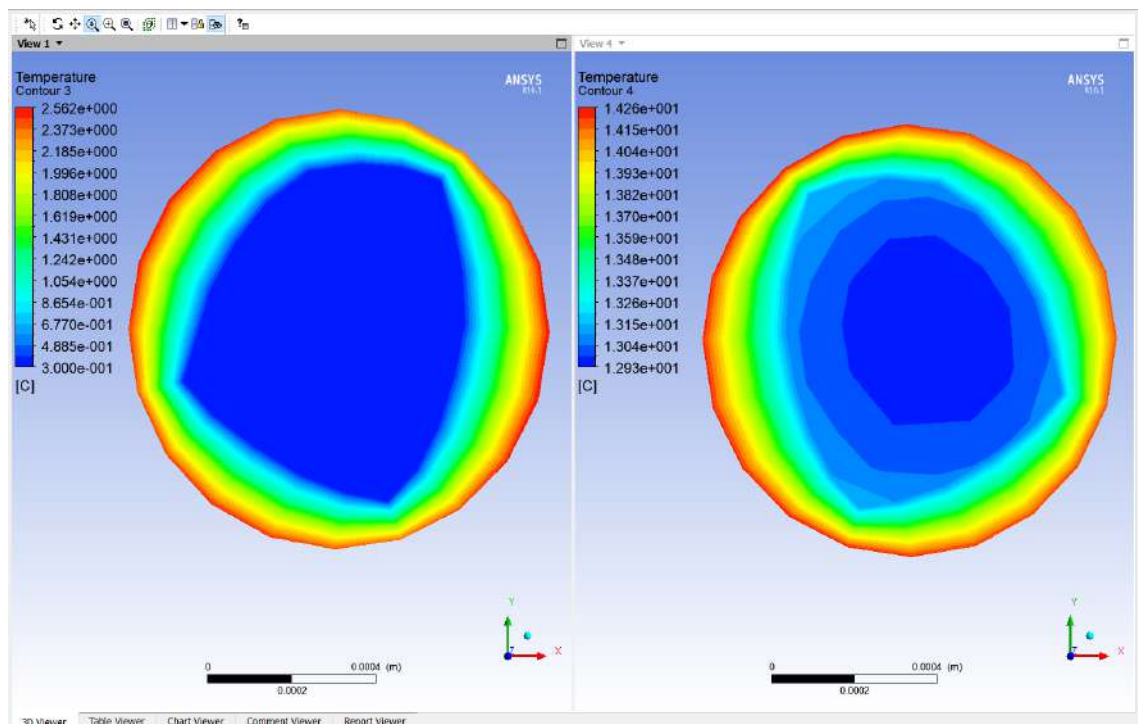 View 1
Temperature
Contour 3
2.562e+000
2.373e+000
2.185e+000
1.996e+000
1.808e+000
1.619e+000
1.431e+000
1.242e+000
1.054e+000
8.654e-001
6.770e-001
4.885e-001
3.000e-001
[C]
ANSYS
R16.1
Y
X
Z
0 0.0004 (m)
0.0002
View 4
Temperature
Contour 4
1.426e+001
1.415e+001
1.404e+001
1.393e+001
1.382e+001
1.370e+001
1.359e+001
1.348e+001
1.337e+001
1.326e+001
1.315e+001
1.304e+001
1.293e+001
[C]
ANSYS
R16.1
Y
X
Z
0 0.0004 (m)
0.0002
3D Viewer Table Viewer Chart Viewer Comment Viewer Report Viewer